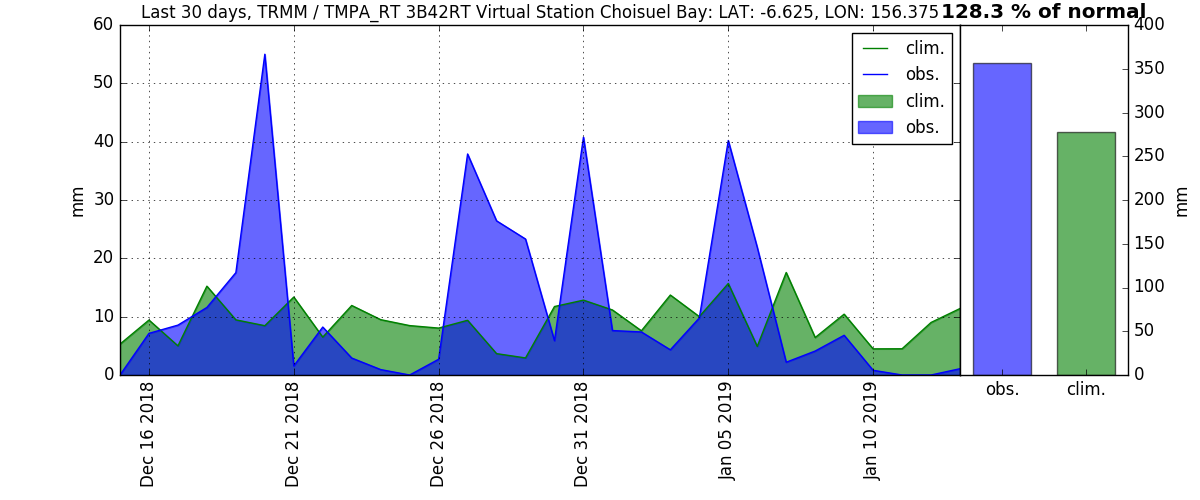 Last 30 days, TRMM / TMPA_RT 3B42RT Virtual Station Choisuel Bay: LAT: -6.625, LON: 156.375
128.3 % of normal
60
50
40
30
20
10
0
mm
clim.
obs.
clim.
obs.
400
350
300
250
200
150
100
50
0
mm
obs.
clim.
Dec 16 2018
Dec 21 2018
Dec 26 2018
Dec 31 2018
Jan 05 2019
Jan 10 2019